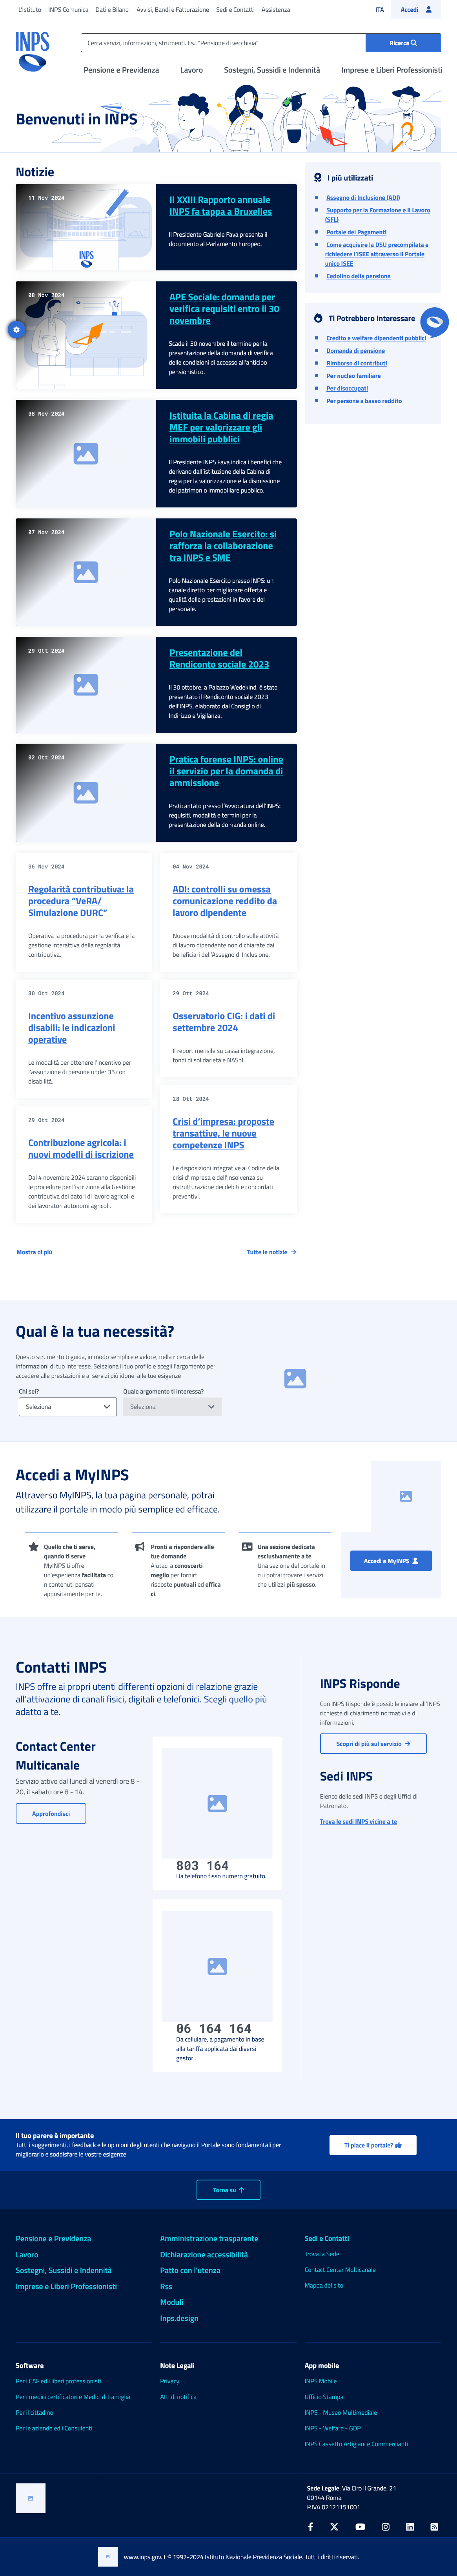 L'Istituto INPS Comunica Dati e Bilanci Avvisi, Bandi e Fatturazione Sedi e Contatti Assistenza ITA Accedi
INPS
Cerca servizi, informazioni, strumenti. Es.: "Pensione di vecchiaia" Ricerca
Pensione e Previdenza Lavoro Sostegni, Sussidi e Indennità Imprese e Liberi Professionisti
Benvenuti in INPS
Notizie
11 Nov 2024
Il XXIII Rapporto annuale
INPS fa tappa a Bruxelles
Il Presidente Gabriele Fava presenta il
documento al Parlamento Europeo.
INPS
08 Nov 2024
APE Sociale: domanda per
verifica requisiti entro il 30
novembre
Scade il 30 novembre il termine per la
presentazione della domanda di verifica
delle condizioni di accesso all'anticipo
pensionistico.
08 Nov 2024
Istituita la Cabina di regia
MEF per valorizzare gli
immobili pubblici
Il Presidente INPS Fava indica i benefici che
derivano dall'istituzione della Cabina di
regia per la valorizzazione e la dismissione
del patrimonio immobiliare pubblico.
07 Nov 2024
Polo Nazionale Esercito: si
rafforza la collaborazione
tra INPS e SME
Polo Nazionale Esercito presso INPS: un
canale diretto per migliorare offerta e
qualità delle prestazioni in favore del
personale.
29 Ott 2024
Presentazione del
Rendiconto sociale 2023
Il 30 ottobre, a Palazzo Wedekind, è stato
presentato il Rendiconto sociale 2023
dell'INPS, elaborato dal Consiglio di
Indirizzo e Vigilanza.
02 Ott 2024
Pratica forense INPS: online
il servizio per la domanda di
ammissione
Praticantato presso l'Avvocatura dell'INPS:
requisiti, modalità e termini per la
presentazione della domanda online.
06 Nov 2024
Regolarità contributiva: la
procedura "VeRA/
Simulazione DURC"
Operativa la procedura per la verifica e la
gestione interattiva della regolarità
contributiva.
04 Nov 2024
ADI: controlli su omessa
comunicazione reddito da
lavoro dipendente
Nuove modalità di controllo sulle attività
di lavoro dipendente non dichiarate dai
beneficiari dell'Assegno di Inclusione.
30 Ott 2024
Incentivo assunzione
disabili: le indicazioni
operative
Le modalità per ottenere l'incentivo per
l'assunzione di persone under 35 con
disabilità.
29 Ott 2024
Osservatorio CIG: i dati di
settembre 2024
Il report mensile su cassa integrazione,
fondi di solidarietà e NASpI.
29 Ott 2024
Contribuzione agricola: i
nuovi modelli di iscrizione
Dal 4 novembre 2024 saranno disponibili
le procedure per l'iscrizione alla Gestione
contributiva dei datori di lavoro agricoli e
dei lavoratori autonomi agricoli.
28 Ott 2024
Crisi d'impresa: proposte
transattive, le nuove
competenze INPS
Le disposizioni integrative al Codice della
crisi d'impresa e dell'insolvenza su
ristrutturazione dei debiti e concordati
preventivi.
Mostra di più Tutte le notizie
I più utilizzati
Assegno di Inclusione (ADI)
Supporto per la Formazione e il Lavoro
(SFL)
Portale dei Pagamenti
Come acquisire la DSU precompilata e
richiedere l'ISEE attraverso il Portale
unico ISEE
Cedolino della pensione
Ti Potrebbero Interessare
Credito e welfare dipendenti pubblici
Domanda di pensione
Rimborso di contributi
Per nucleo familiare
Per disoccupati
Per persone a basso reddito
Qual è la tua necessità?
Questo strumento ti guida, in modo semplice e veloce, nella ricerca delle
informazioni di tuo interesse. Seleziona il tuo profilo e scegli l'argomento per
accedere alle prestazioni e ai servizi più idonei alle tue esigenze
Chi sei? Quale argomento ti interessa?
Seleziona Seleziona
Accedi a MyINPS
Attraverso MyINPS, la tua pagina personale, potrai
utilizzare il portale in modo più semplice ed efficace.
Quello che ti serve,
quando ti serve
MyINPS ti offre
un'esperienza facilitata co
n contenuti pensati
appositamente per te.
Pronti a rispondere alle
tue domande
Aiutaci a conoscerti
meglio per fornirti
risposte puntuali ed effica
ci.
Una sezione dedicata
esclusivamente a te
Una sezione del portale in
cui potrai trovare i servizi
che utilizzi più spesso.
Accedi a MyINPS
Contatti INPS
INPS offre ai propri utenti differenti opzioni di relazione grazie
all'attivazione di canali fisici, digitali e telefonici. Scegli quello più
adatto a te.
Contact Center
Multicanale
Servizio attivo dal lunedì al venerdì ore 8 -
20, il sabato ore 8 - 14.
Approfondisci
803 164
Da telefono fisso numero gratuito.
06 164 164
Da cellulare, a pagamento in base
alla tariffa applicata dai diversi
gestori.
INPS Risponde
Con INPS Risponde è possibile inviare all'INPS
richieste di chiarimenti normativi e di
informazioni.
Scopri di più sul servizio
Sedi INPS
Elenco delle sedi INPS e degli Uffici di
Patronato.
Trova le sedi INPS vicine a te
Il tuo parere è importante
Tutti i suggerimenti, i feedback e le opinioni degli utenti che navigano il Portale sono fondamentali per
migliorarlo e soddisfare le vostre esigenze
Ti piace il portale?
Torna su
Pensione e Previdenza
Lavoro
Sostegni, Sussidi e Indennità
Imprese e Liberi Professionisti
Amministrazione trasparente
Dichiarazione accessibilità
Patto con l'utenza
Rss
Moduli
Inps.design
Sedi e Contatti
Trova la Sede
Contact Center Multicanale
Mappa del sito
Software
Per i CAF ed i liberi professionisti
Per i medici certificatori e Medici di Famiglia
Per il cittadino
Per le aziende ed i Consulenti
Note Legali
Privacy
Atti di notifica
App mobile
INPS Mobile
Ufficio Stampa
INPS - Museo Multimediale
INPS - Welfare - GDP
INPS Cassetto Artigiani e Commercianti
Sede Legale: Via Ciro il Grande, 21
00144 Roma
P.IVA 02121151001
www.inps.gov.it © 1997-2024 Istituto Nazionale Previdenza Sociale. Tutti i diritti riservati.